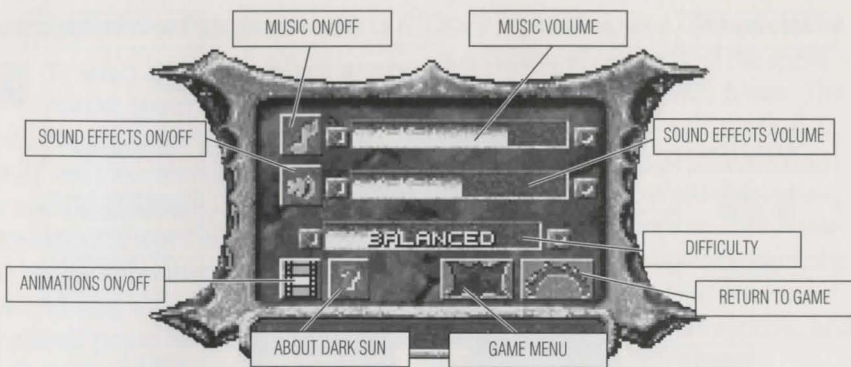 MUSIC ON/OFF
MUSIC VOLUME
SOUND EFFECTS ON/OFF
SOUND EFFECTS VOLUME
BALANCED
DIFFICULTY
ANIMATIONS ON/OFF
RETURN TO GAME
ABOUT DARK SUN
GAME MENU